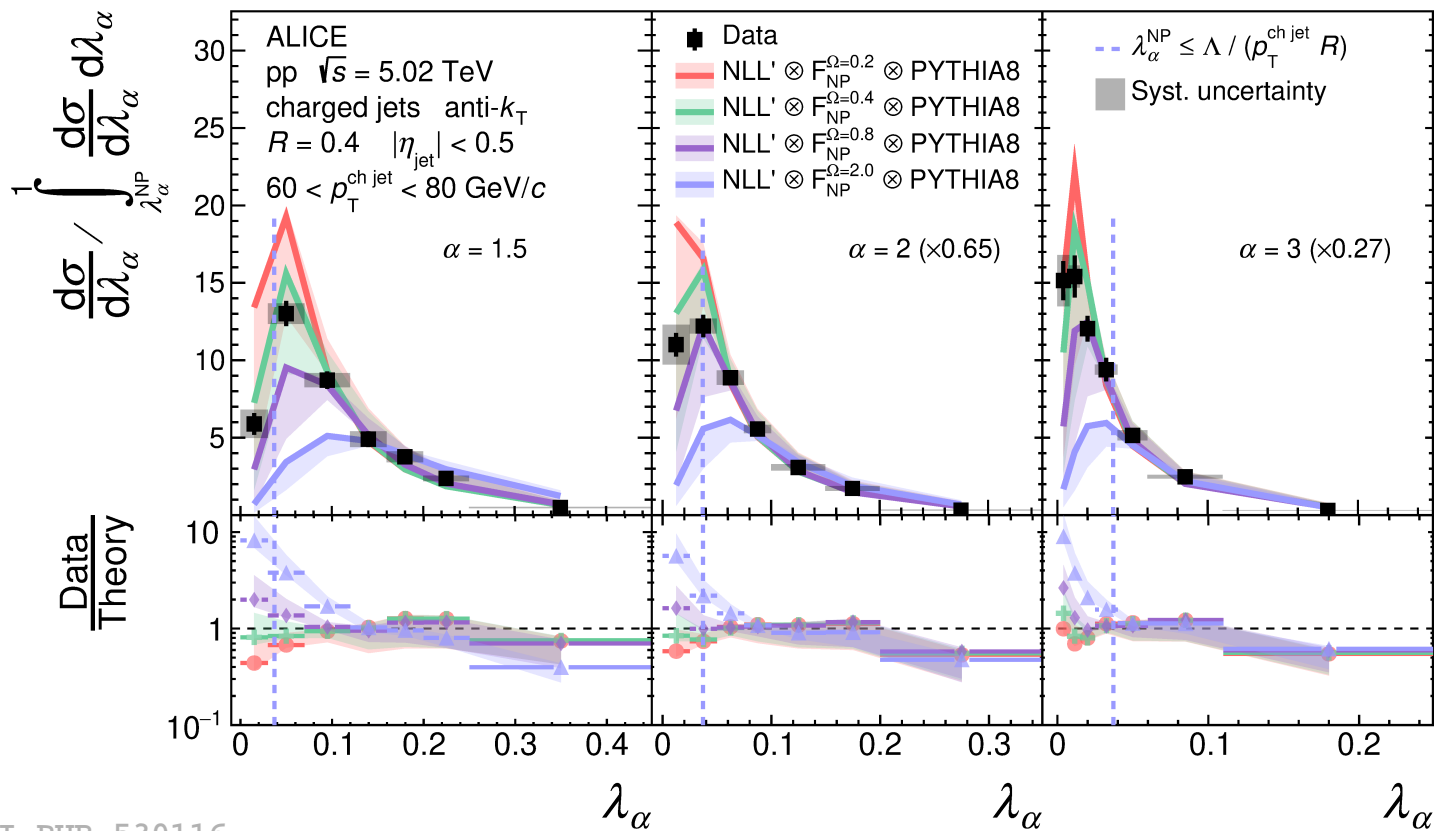 dσ/dλα / ∫λαNP dσ/dλα dλα
1
30
25
20
15
10
5
ALICE
pp √s = 5.02 TeV
charged jets anti-kT
R = 0.4 |ηjet| < 0.5
60 < pTch jet < 80 GeV/c
α = 1.5
Data
NLL' ⊗ FNPΩ=0.2 ⊗ PYTHIA8
NLL' ⊗ FNPΩ=0.4 ⊗ PYTHIA8
NLL' ⊗ FNPΩ=0.8 ⊗ PYTHIA8
NLL' ⊗ FNPΩ=2.0 ⊗ PYTHIA8
α = 2 (×0.65)
λαNP ≤ Λ / (pTch jet R)
Syst. uncertainty
α = 3 (×0.27)
Data
Theory
10
1
10−1
0 0.1 0.2 0.3 0.4
0 0.1 0.2 0.3
0 0.1 0.2
λα λα λα